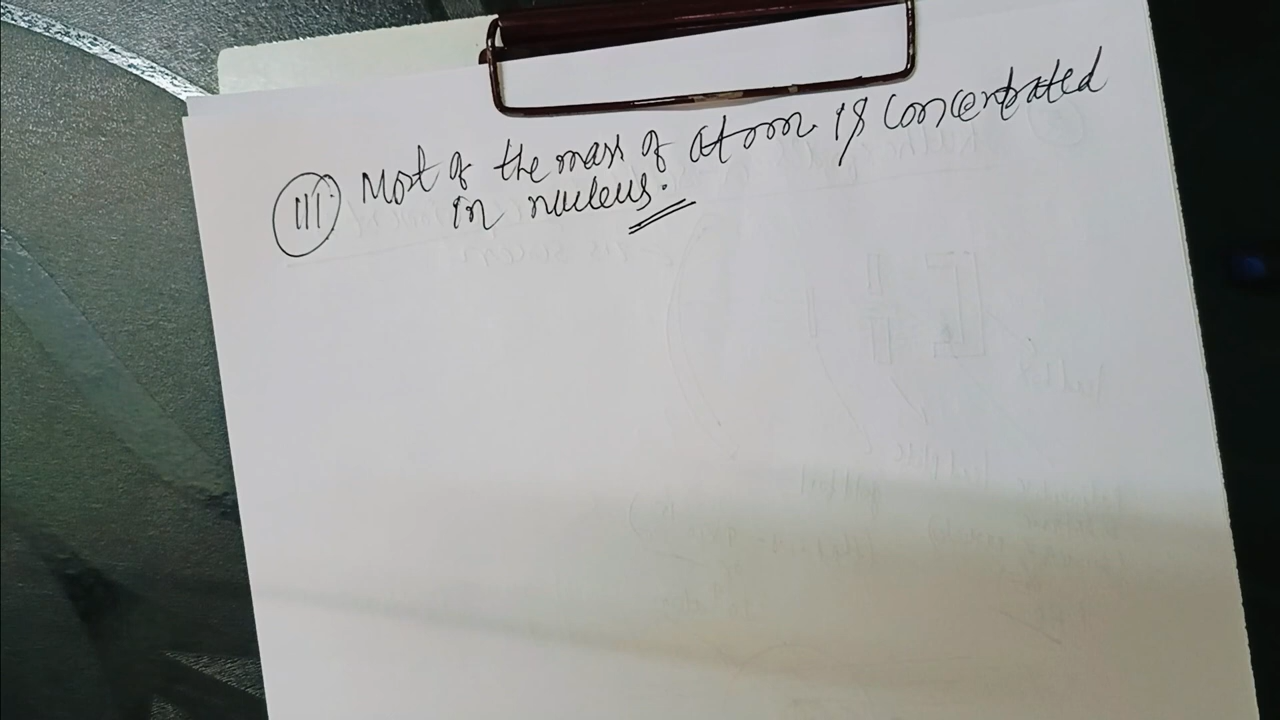 (III) Most of the mass of atom is concentrated
in nucleus.